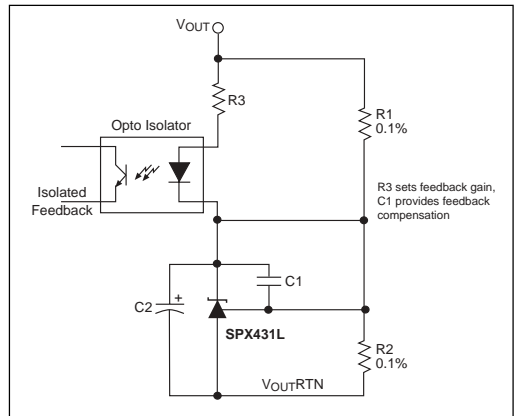 VOUT
R3
R1
0.1%
Opto Isolator
Isolated
Feedback
R3 sets feedback gain,
C1 provides feedback
compensation
C1
C2
+
SPX431L
R2
0.1%
VOUTRTN